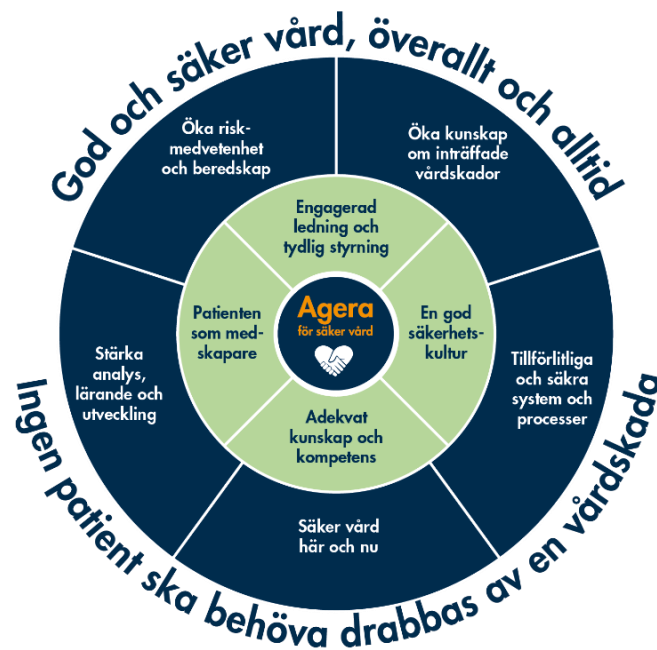 God och säker vård, överallt och alltid
Öka risk-
medvetenhet
och beredskap
Öka kunskap
om inträffade
vårdskador
Engagerad
ledning och
tydlig styrning
Patienten
som med-
skapare
Agera
för säker vård
En god
säkerhets-
kultur
Stärka
analys,
lärande och
utveckling
Tillförlitliga
och säkra
system och
processer
Adekvat
kunskap och
kompetens
Säker vård
här och nu
Ingen patient ska behöva drabbas av en vårdskada